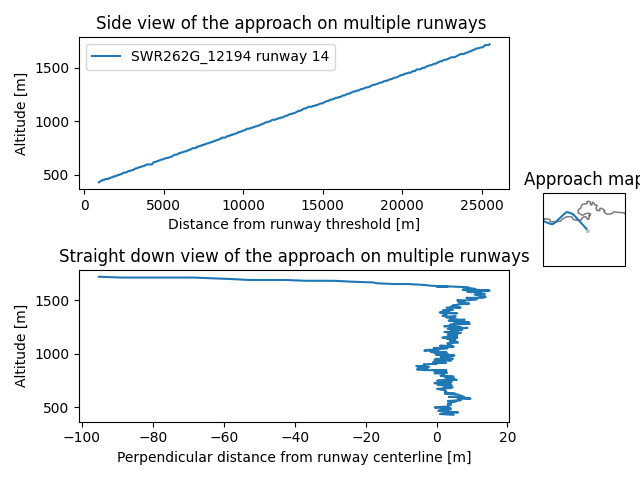 Side view of the approach on multiple runways
SWR262G_12194 runway 14
Altitude [m]
1500
1000
500
0
5000
10000
15000
20000
25000
Distance from runway threshold [m]
Approach map
Straight down view of the approach on multiple runways
Altitude [m]
1500
1000
500
−100
−80
−60
−40
−20
0
20
Perpendicular distance from runway centerline [m]